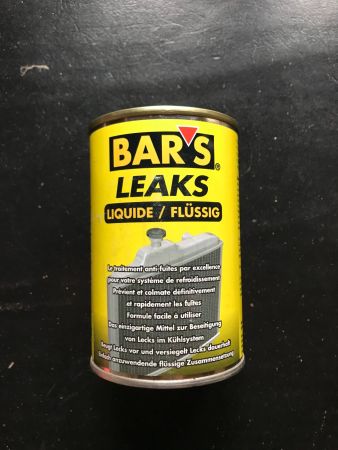 BAR'S®
LEAKS
LIQUIDE / FLÜSSIG
Le traitement anti-fuites par excellence
pour votre système de refroidissement
Prévient et colmate définitivement
et rapidement les fuites
Formule facile à utiliser
Das einzigartige Mittel zur Beseitigung
von Lecks im Kühlsystem
Beugt Lecks vor und versiegelt Lecks dauerhaft
Einfach anzuwendende flüssige Zusammensetzung